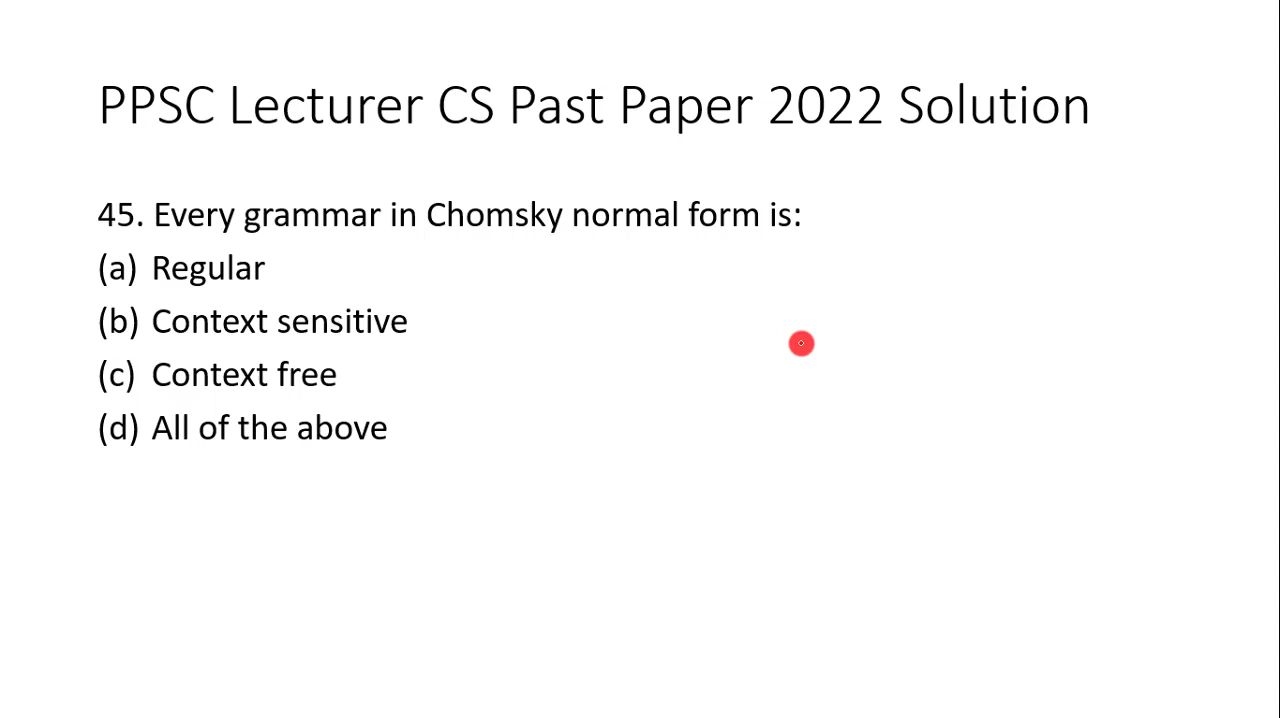 PPSC Lecturer CS Past Paper 2022 Solution
45. Every grammar in Chomsky normal form is:
(a) Regular
(b) Context sensitive
(c) Context free
(d) All of the above